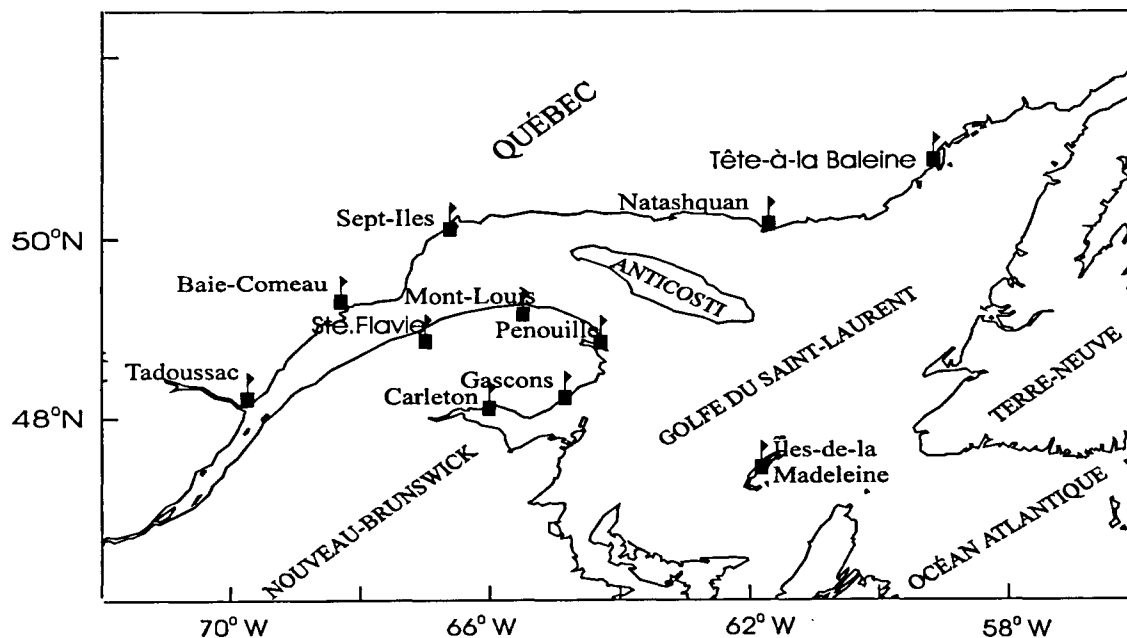 QUÉBEC
Tête-à-la Baleine
Natashquan
Sept-Iles
50°N
ANTICOSTI
Baie-Comeau
Mont-Louis
Ste.Flavie
Penouille
GOLFE DU SAINT-LAURENT
TERRE-NEUVE
Tadoussac
Gascons
Carleton
48°N
Îles-de-la
Madeleine
NOUVEAU-BRUNSWICK
OCÉAN ATLANTIQUE
70°W
66°W
62°W
58°W